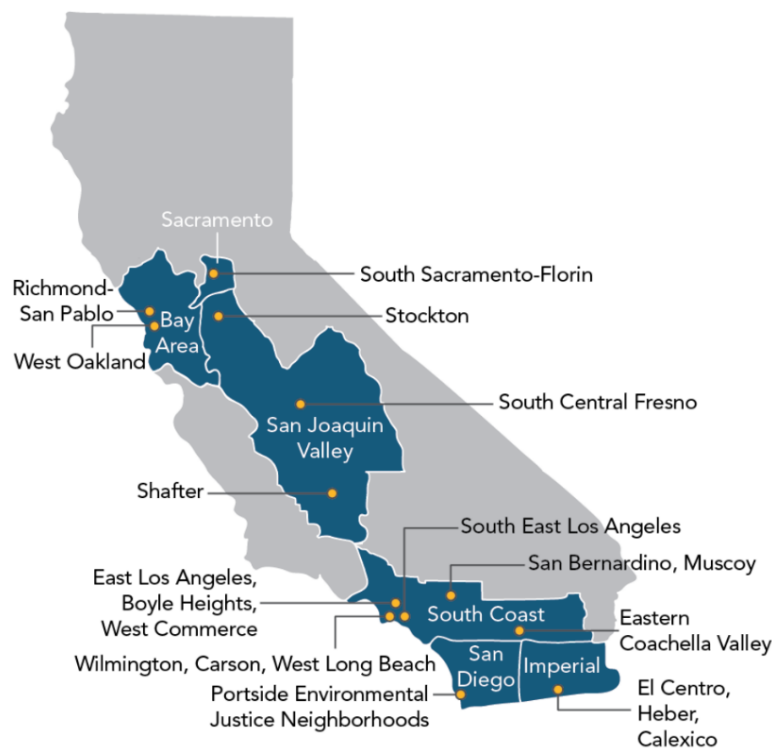 Sacramento
South Sacramento-Florin
Richmond-
San Pablo
Bay
Area
Stockton
West Oakland
South Central Fresno
San Joaquin
Valley
Shafter
South East Los Angeles
San Bernardino, Muscoy
East Los Angeles,
Boyle Heights,
West Commerce
South Coast
Eastern
Coachella Valley
Wilmington, Carson, West Long Beach
San
Diego
Imperial
Portside Environmental
Justice Neighborhoods
El Centro,
Heber,
Calexico